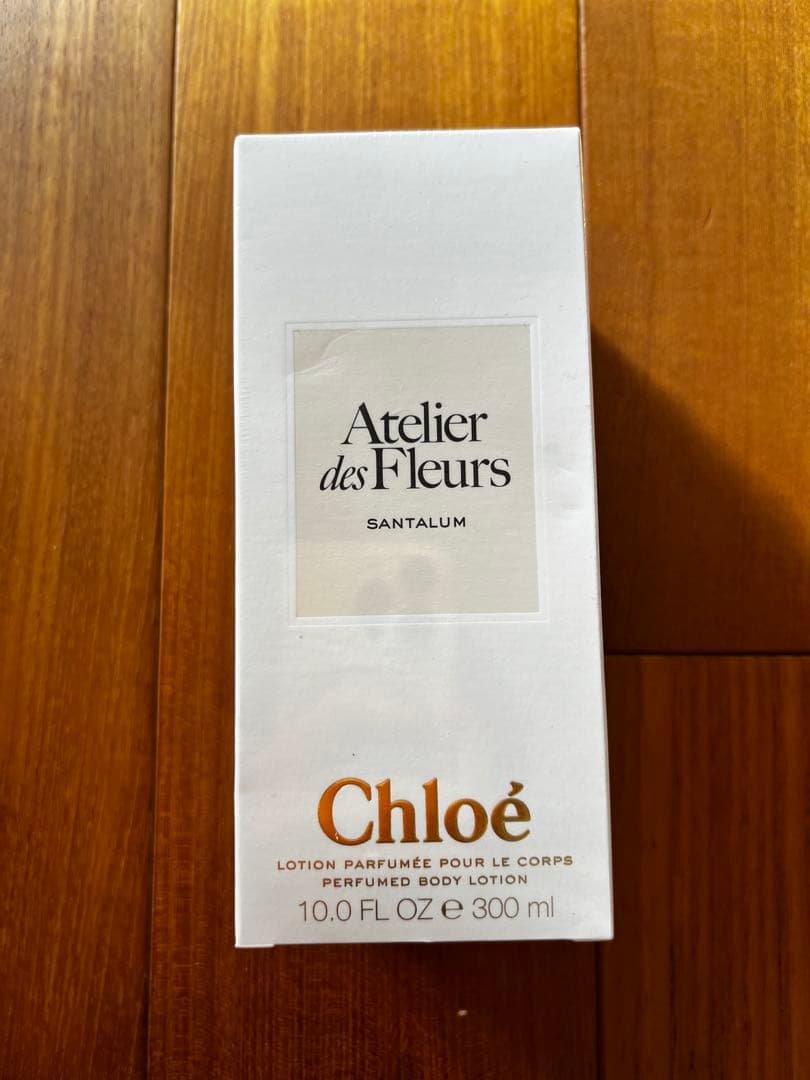 Atelier
des Fleurs
SANTALUM
Chloé
LOTION PARFUMÉE POUR LE CORPS
PERFUMED BODY LOTION
10.0 FL OZ ℮ 300 ml